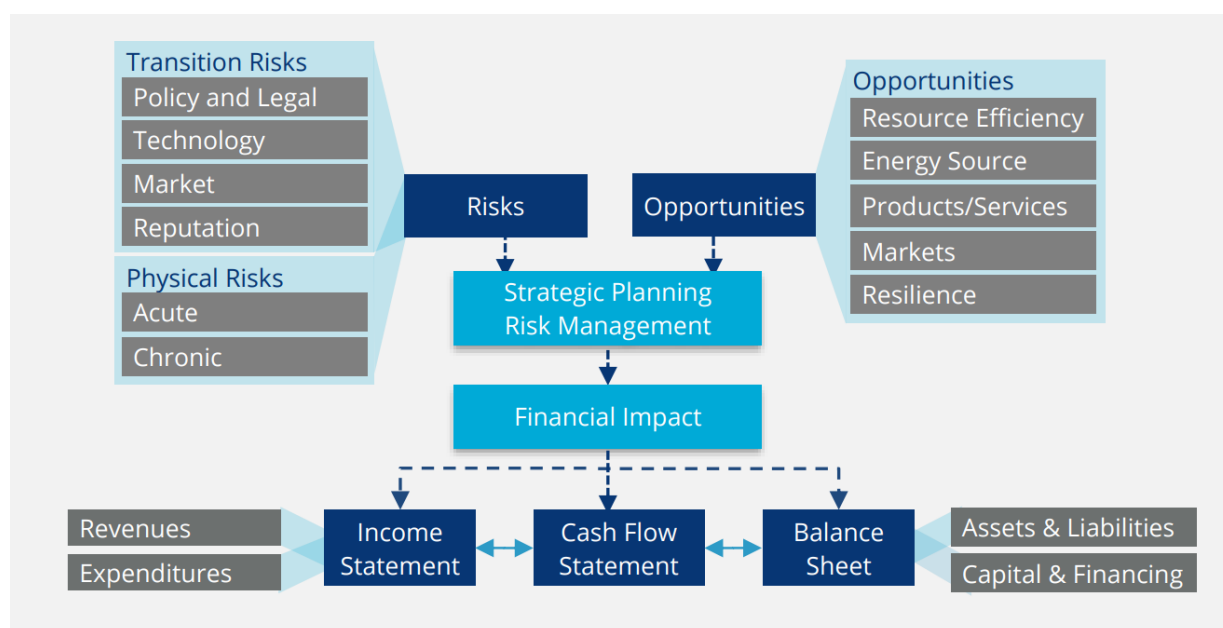 Transition Risks
Policy and Legal
Technology
Market
Reputation
Physical Risks
Acute
Chronic
Risks
Opportunities
Opportunities
Resource Efficiency
Energy Source
Products/Services
Markets
Resilience
Strategic Planning
Risk Management
Financial Impact
Revenues
Expenditures
Income
Statement
Cash Flow
Statement
Balance
Sheet
Assets & Liabilities
Capital & Financing